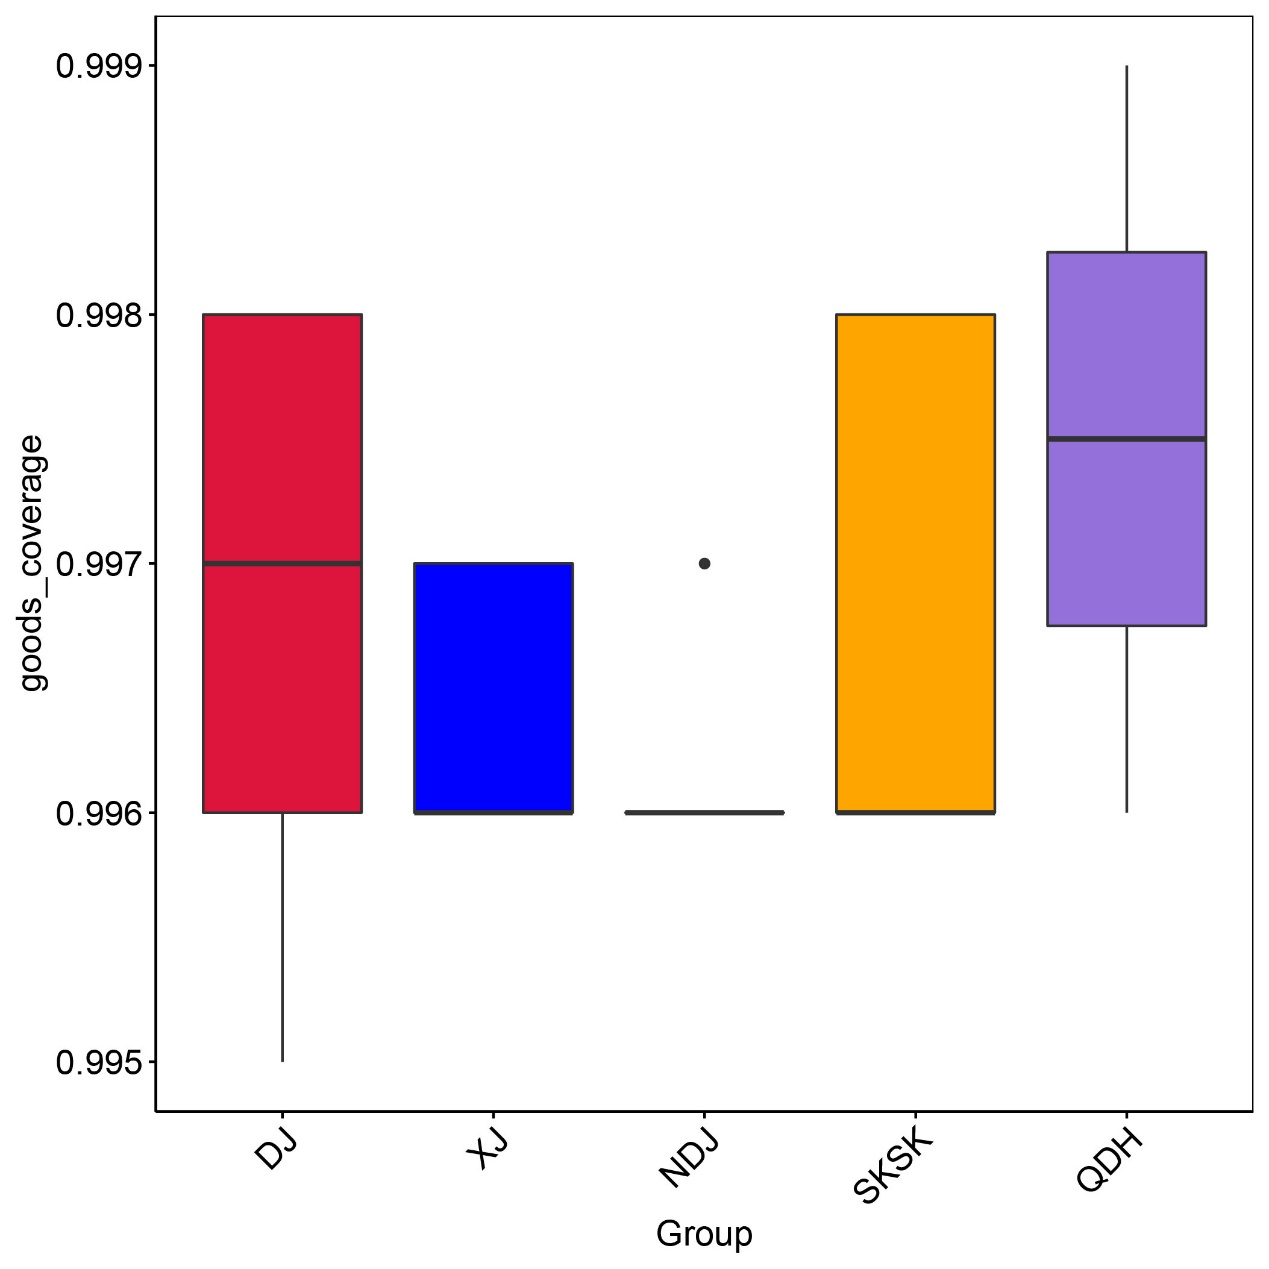 goods_coverage
0.999
0.998
0.997
0.996
0.995
DJ
XJ
NDJ
SKSK
QDH
Group